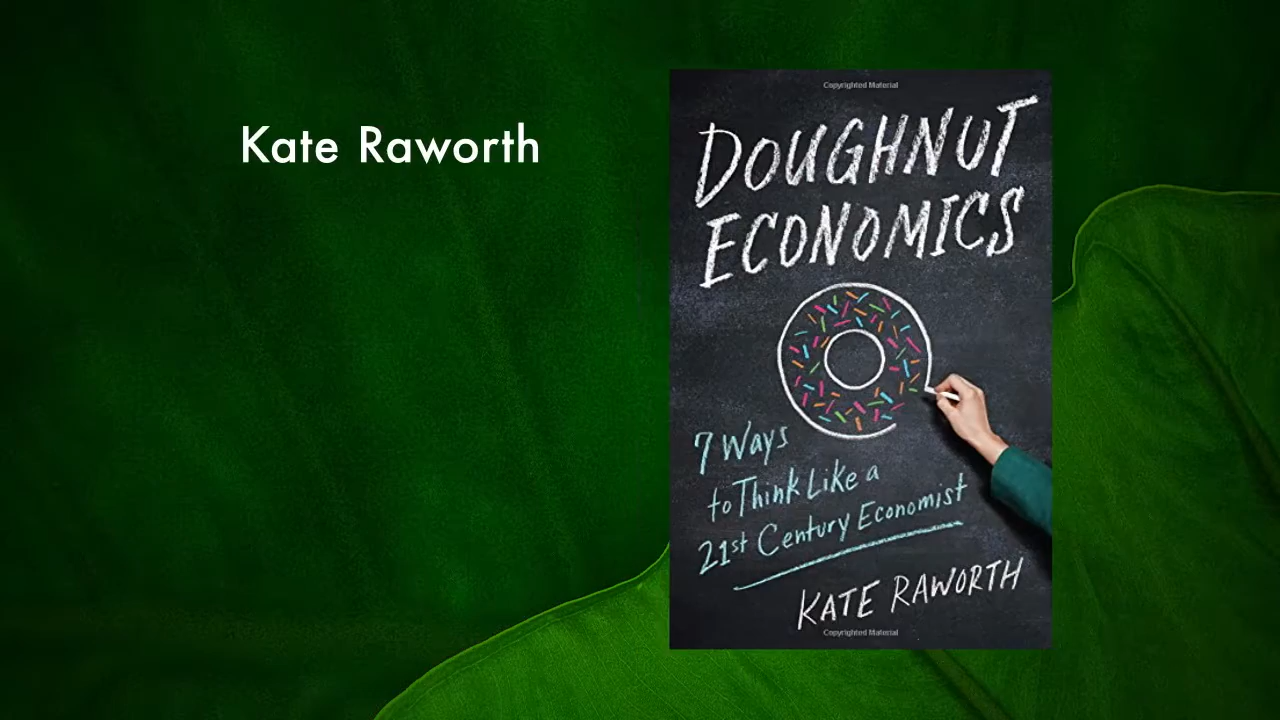 Kate Raworth
Copyrighted Material
DOUGHNUT
ECONOMICS
7 Ways
to Think Like a
21st Century Economist
KATE RAWORTH
Copyrighted Material